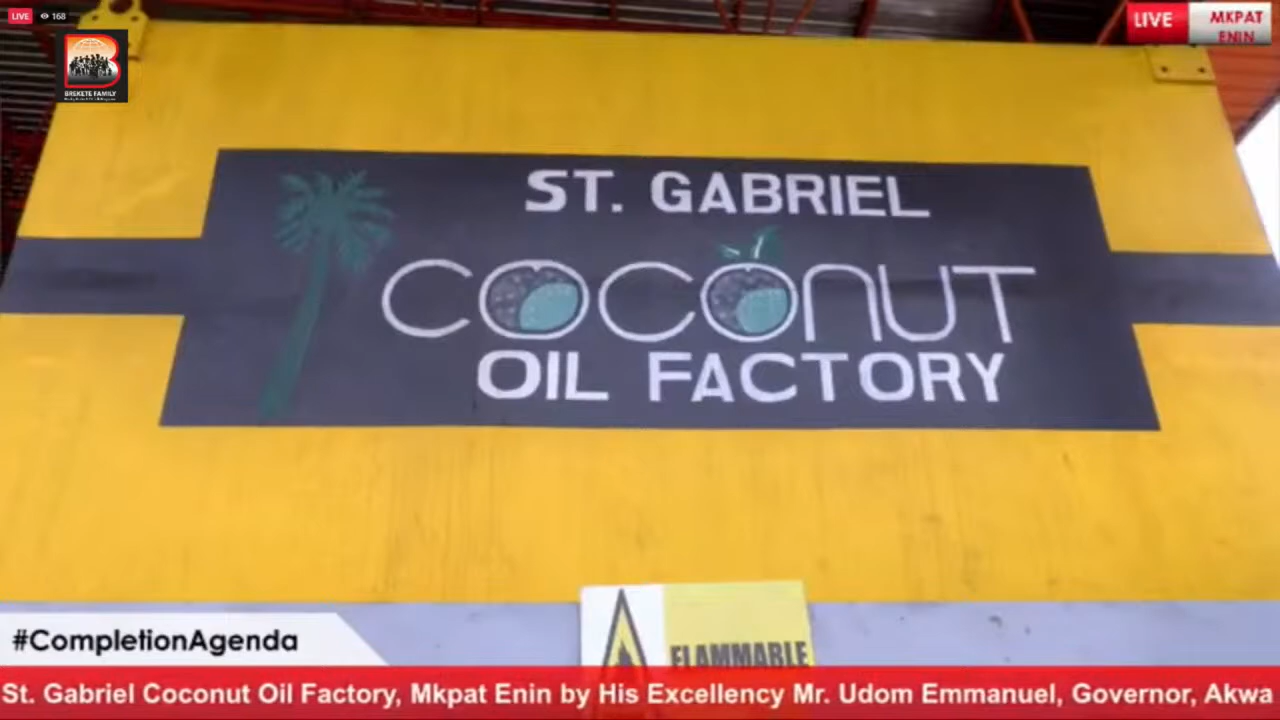 LIVE 168
BREKETE FAMILY
LIVE MKPAT ENIN
ST. GABRIEL
COCONUT
OIL FACTORY
FLAMMABLE
#CompletionAgenda
St. Gabriel Coconut Oil Factory, Mkpat Enin by His Excellency Mr. Udom Emmanuel, Governor, Akwa